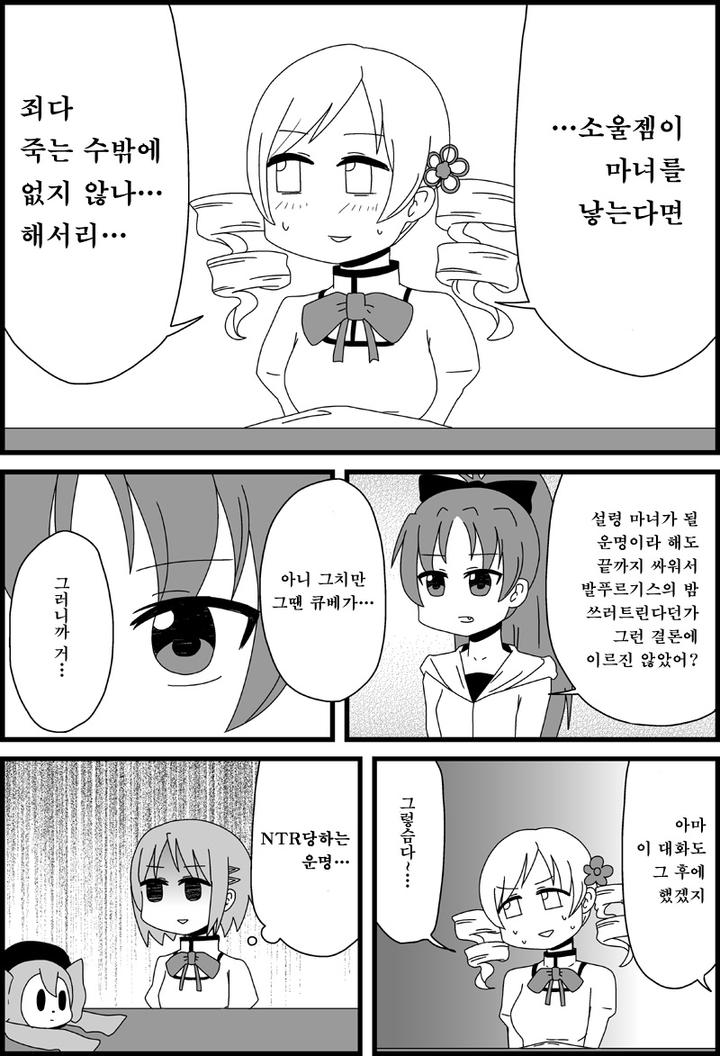 …소울젬이
마녀를
낳는다면
죄다
죽는 수밖에
없지 않나…
해서리…
설령 마녀가 될
운명이라 해도
끝까지 싸워서
발푸르기스의 밤
쓰러트린다던가
그런 결론에
이르진 않았어?
아니 그치만
그땐 큐베가…
그러니까 거…
아마
이 대화도
그 후에
했겠지
그렇슴다~…
NTR당하는
운명…